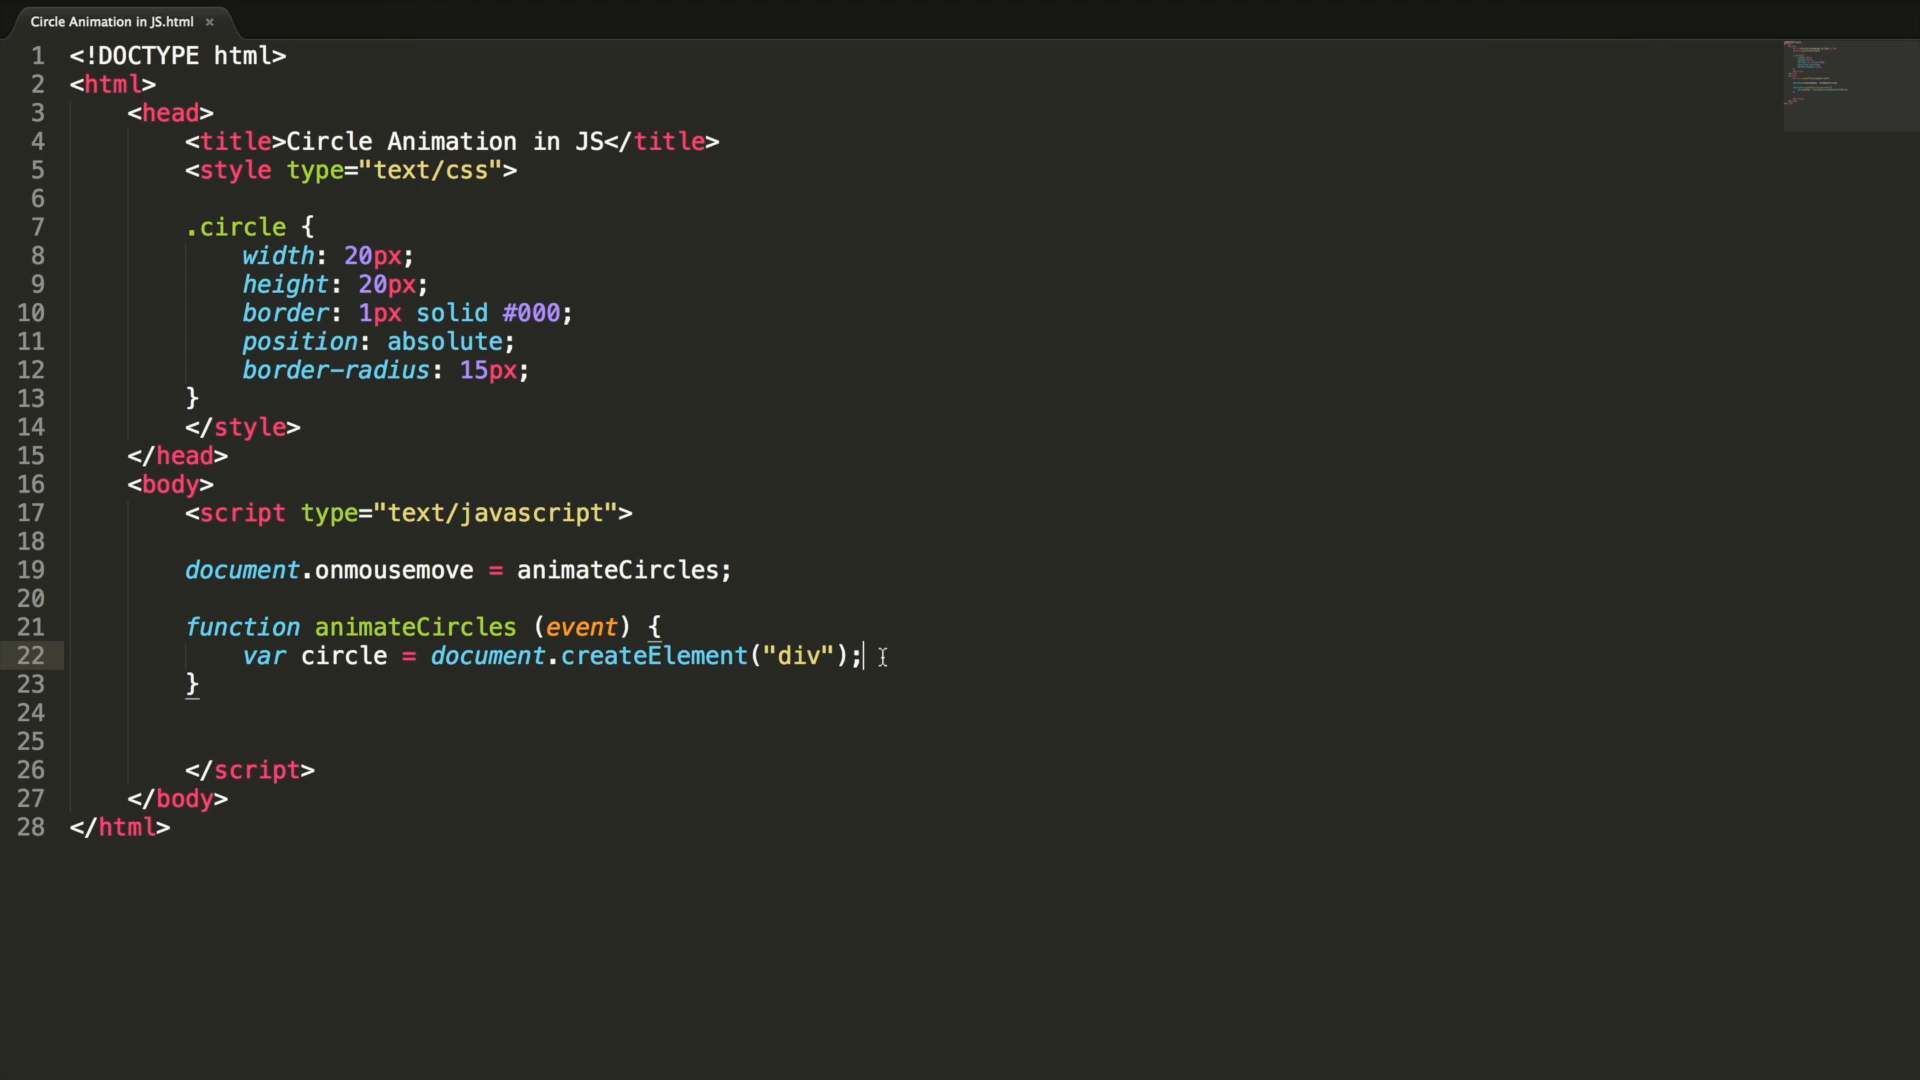 Circle Animation in JS.html ×
1 <!DOCTYPE html>
2 <html>
3 <head>
4 <title>Circle Animation in JS</title>
5 <style type="text/css">
6
7 .circle {
8 width: 20px;
9 height: 20px;
10 border: 1px solid #000;
11 position: absolute;
12 border-radius: 15px;
13 }
14 </style>
15 </head>
16 <body>
17 <script type="text/javascript">
18
19 document.onmousemove = animateCircles;
20
21 function animateCircles (event) {
22 var circle = document.createElement("div");
23 }
24
25
26 </script>
27 </body>
28 </html>